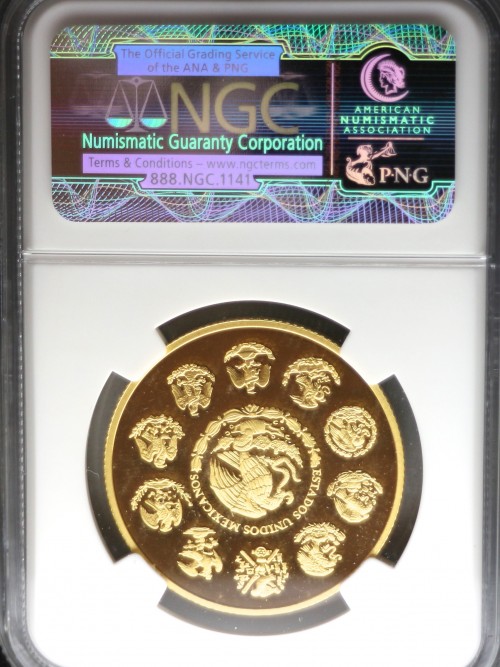 The Official Grading Service
of the ANA & PNG
NGC
Numismatic Guaranty Corporation
Terms & Conditions – www.ngcterms.com
888.NGC.1141
AMERICAN
NUMISMATIC
ASSOCIATION
P·N·G
ESTADOS UNIDOS MEXICANOS